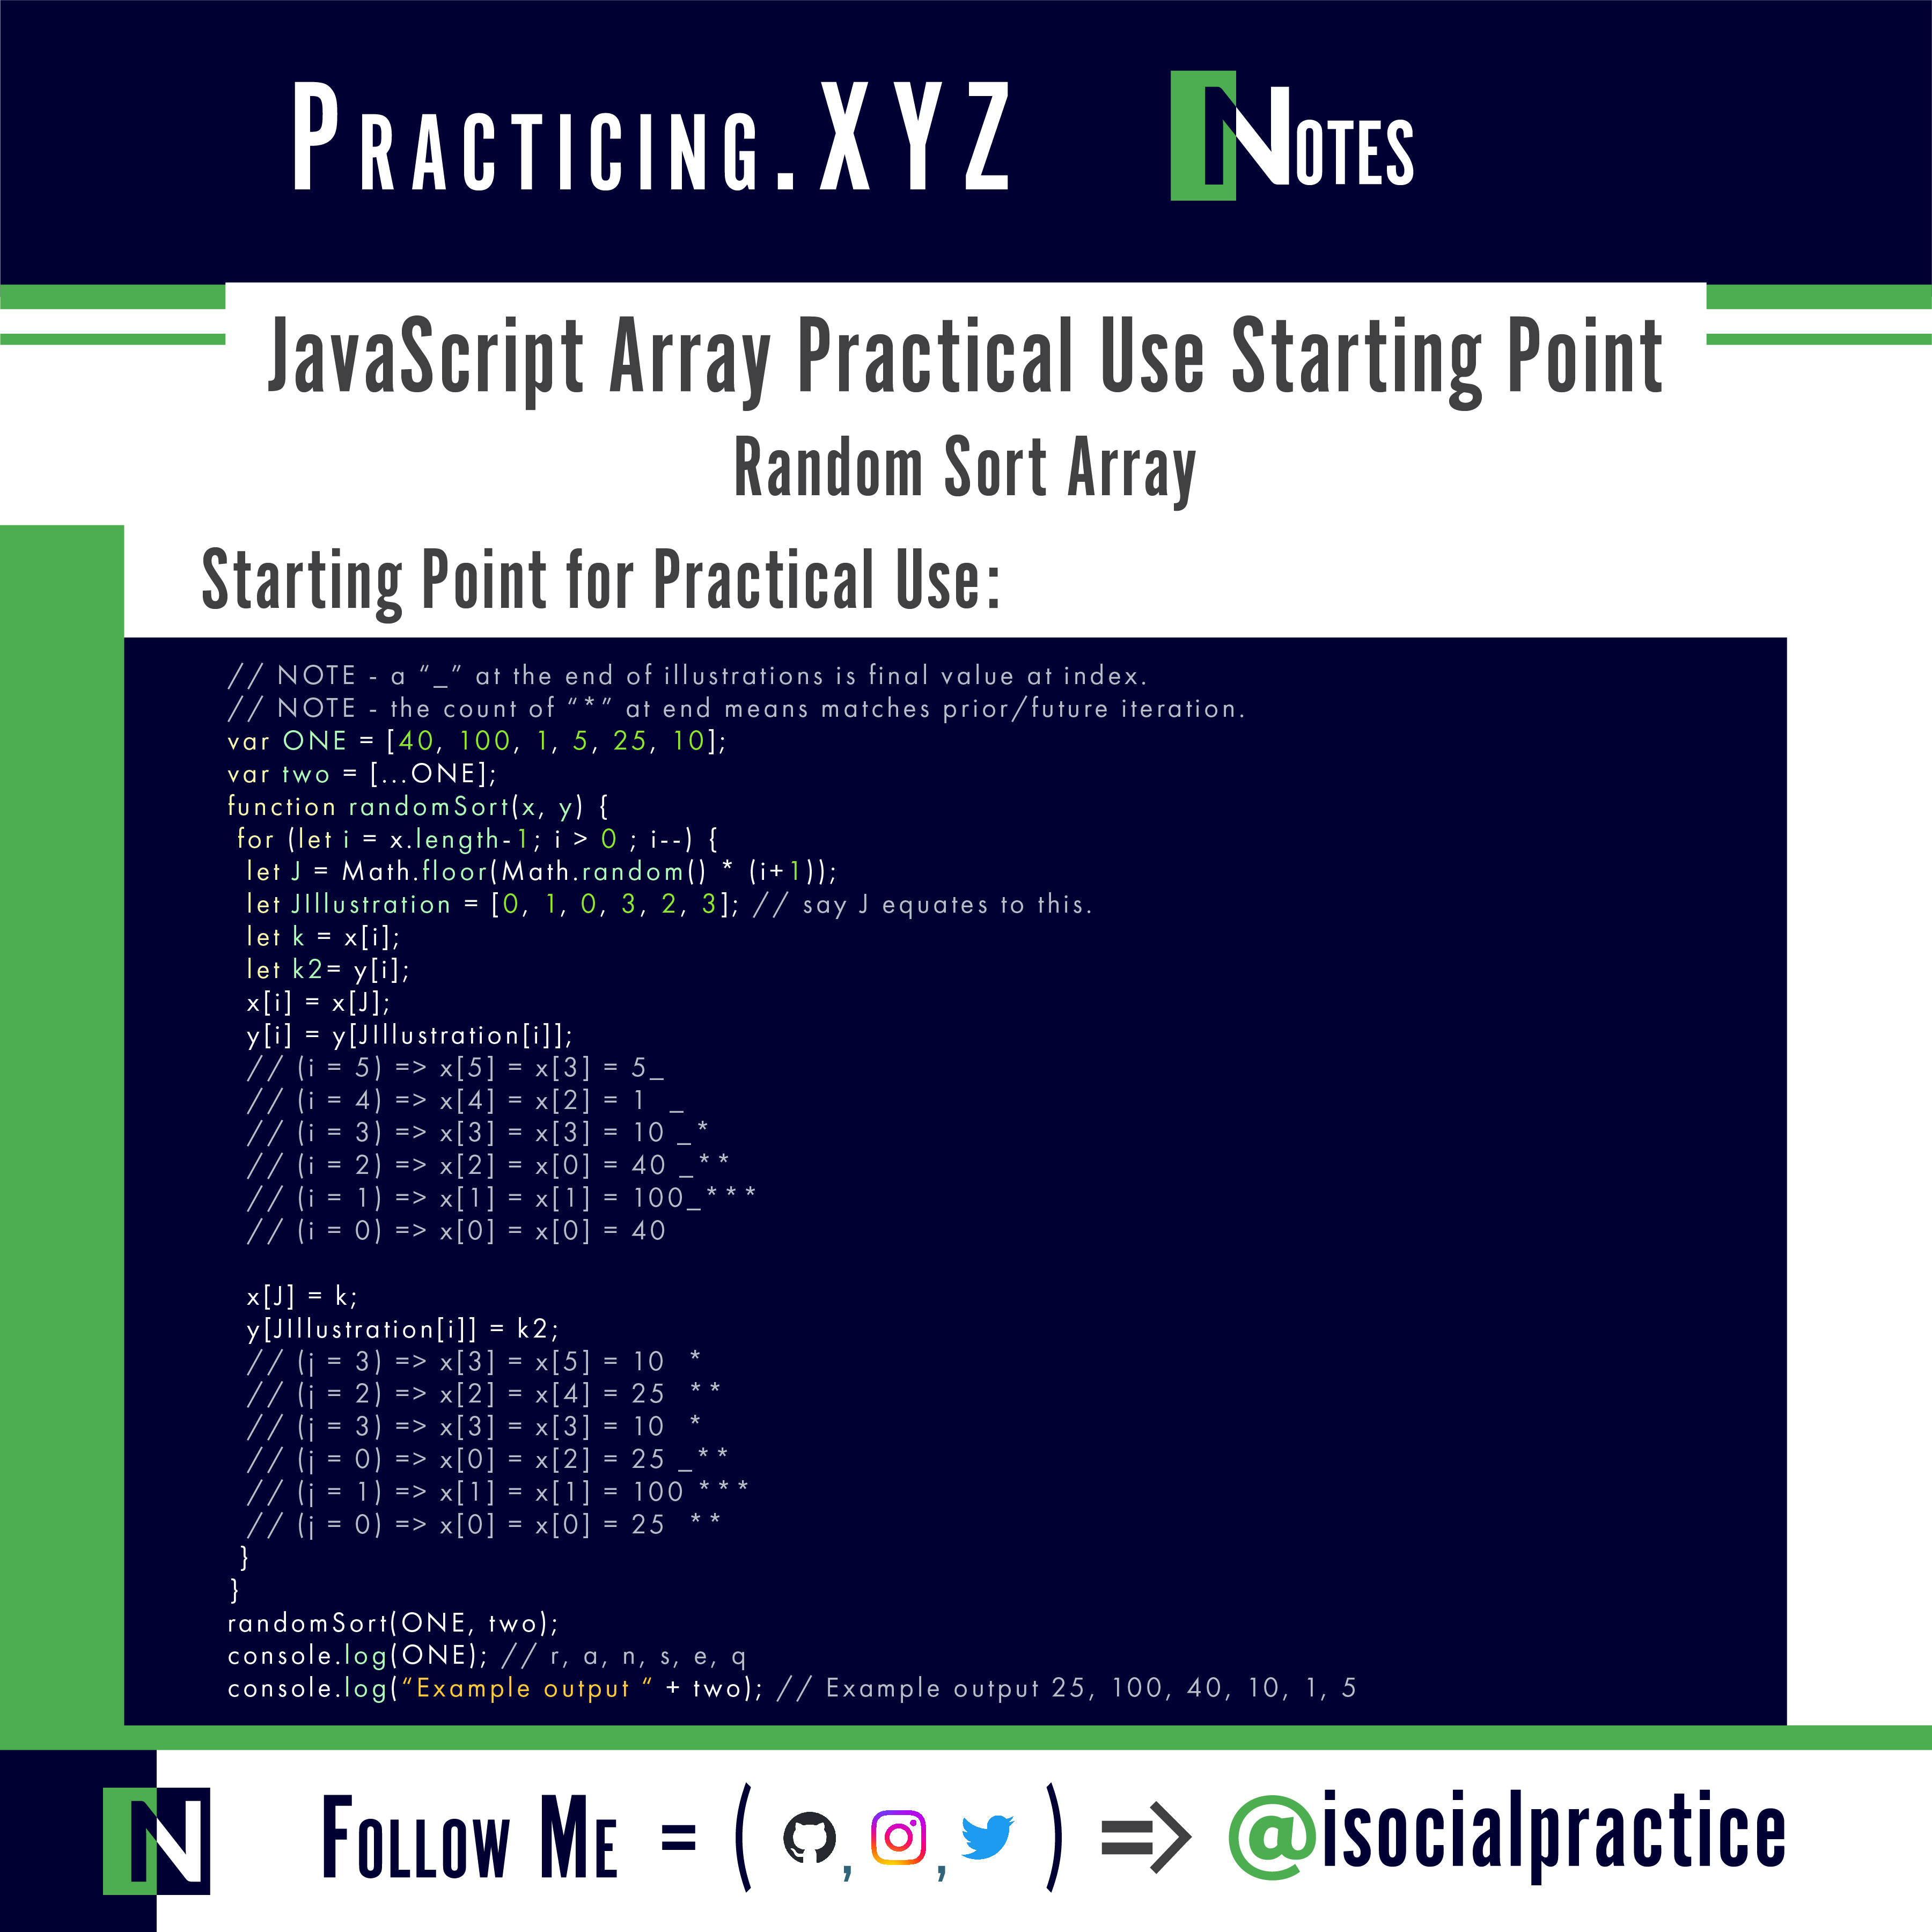 Practicing.XYZ Notes
JavaScript Array Practical Use Starting Point
Random Sort Array
Starting Point for Practical Use:
// NOTE - a “_” at the end of illustrations is final value at index.
// NOTE - the count of “*” at end means matches prior/future iteration.
var ONE = [40, 100, 1, 5, 25, 10];
var two = [...ONE];
function randomSort(x, y) {
for (let i = x.length-1; i > 0 ; i--) {
let J = Math.floor(Math.random() * (i+1));
let JIllustration = [0, 1, 0, 3, 2, 3]; // say J equates to this.
let k = x[i];
let k2= y[i];
x[i] = x[J];
y[i] = y[JIllustration[i]];
// (i = 5) => x[5] = x[3] = 5_
// (i = 4) => x[4] = x[2] = 1 _
// (i = 3) => x[3] = x[3] = 10 _*
// (i = 2) => x[2] = x[0] = 40 _**
// (i = 1) => x[1] = x[1] = 100_***
// (i = 0) => x[0] = x[0] = 40
x[J] = k;
y[JIllustration[i]] = k2;
// (j = 3) => x[3] = x[5] = 10 *
// (j = 2) => x[2] = x[4] = 25 **
// (j = 3) => x[3] = x[3] = 10 *
// (j = 0) => x[0] = x[2] = 25 _**
// (j = 1) => x[1] = x[1] = 100 ***
// (j = 0) => x[0] = x[0] = 25 **
}
}
randomSort(ONE, two);
console.log(ONE); // r, a, n, s, e, q
console.log(“Example output “ + two); // Example output 25, 100, 40, 10, 1, 5
N Follow Me = ( , , ) => @isocialpractice